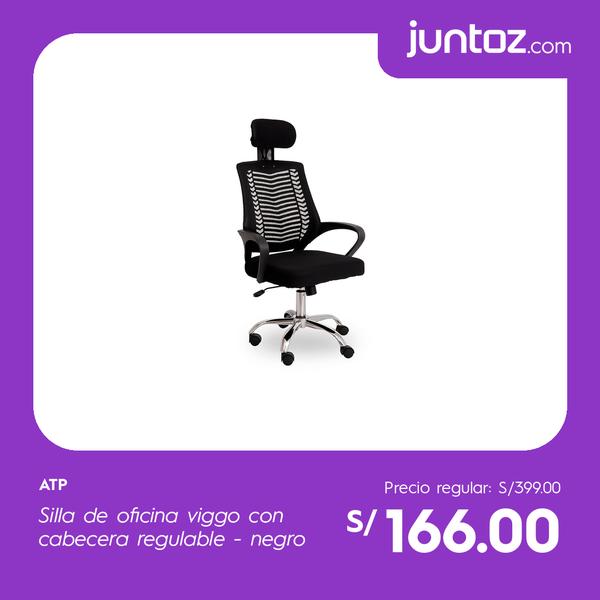 juntoz.com
ATP
Silla de oficina viggo con
cabecera regulable - negro
Precio regular: S/399.00
S/166.00